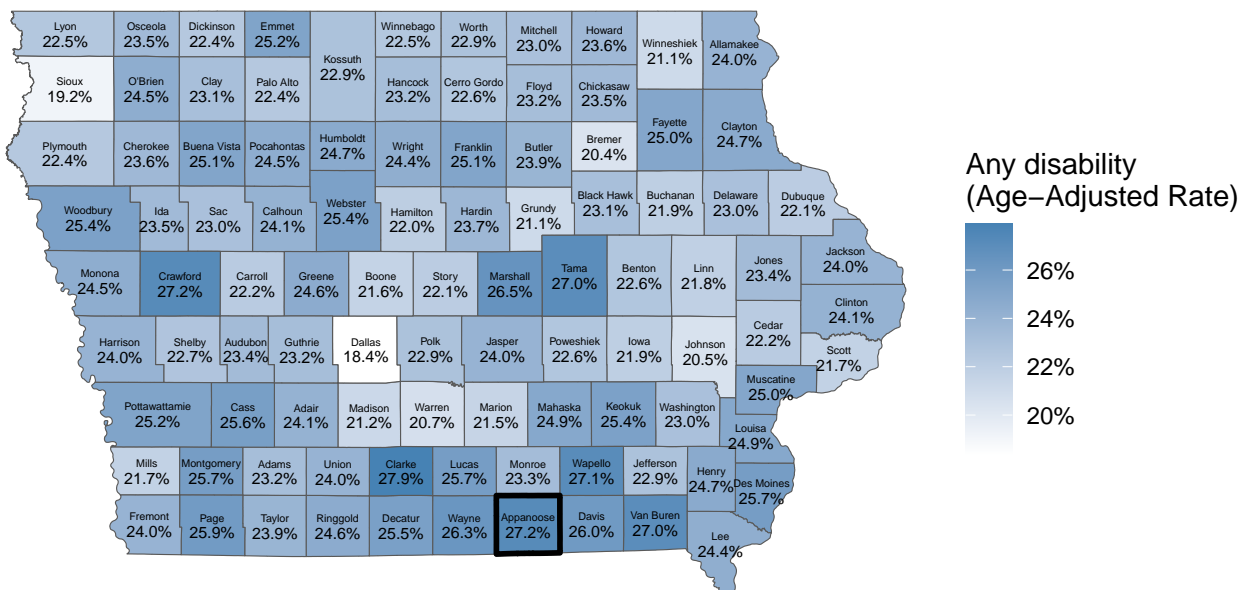 Lyon
22.5%
Osceola
23.5%
Dickinson
22.4%
Emmet
25.2%
Kossuth
22.9%
Winnebago
22.5%
Worth
22.9%
Mitchell
23.0%
Howard
23.6%
Winneshiek
21.1%
Allamakee
24.0%
Sioux
19.2%
O'Brien
24.5%
Clay
23.1%
Palo Alto
22.4%
Hancock
23.2%
Cerro Gordo
22.6%
Floyd
23.2%
Chickasaw
23.5%
Fayette
25.0%
Clayton
24.7%
Plymouth
22.4%
Cherokee
23.6%
Buena Vista
25.1%
Pocahontas
24.5%
Humboldt
24.7%
Wright
24.4%
Franklin
25.1%
Butler
23.9%
Bremer
20.4%
Woodbury
25.4%
Ida
23.5%
Sac
23.0%
Calhoun
24.1%
Webster
25.4%
Hamilton
22.0%
Hardin
23.7%
Grundy
21.1%
Black Hawk
23.1%
Buchanan
21.9%
Delaware
23.0%
Dubuque
22.1%
Monona
24.5%
Crawford
27.2%
Carroll
22.2%
Greene
24.6%
Boone
21.6%
Story
22.1%
Marshall
26.5%
Tama
27.0%
Benton
22.6%
Linn
21.8%
Jones
23.4%
Jackson
24.0%
Clinton
24.1%
Harrison
24.0%
Shelby
22.7%
Audubon
23.4%
Guthrie
23.2%
Dallas
18.4%
Polk
22.9%
Jasper
24.0%
Poweshiek
22.6%
Iowa
21.9%
Johnson
20.5%
Cedar
22.2%
Scott
21.7%
Muscatine
25.0%
Pottawattamie
25.2%
Cass
25.6%
Adair
24.1%
Madison
21.2%
Warren
20.7%
Marion
21.5%
Mahaska
24.9%
Keokuk
25.4%
Washington
23.0%
Louisa
24.9%
Mills
21.7%
Montgomery
25.7%
Adams
23.2%
Union
24.0%
Clarke
27.9%
Lucas
25.7%
Monroe
23.3%
Wapello
27.1%
Jefferson
22.9%
Henry
24.7%
Des Moines
25.7%
Fremont
24.0%
Page
25.9%
Taylor
23.9%
Ringgold
24.6%
Decatur
25.5%
Wayne
26.3%
Appanoose
27.2%
Davis
26.0%
Van Buren
27.0%
Lee
24.4%
Any disability
(Age−Adjusted Rate)
26%
24%
22%
20%